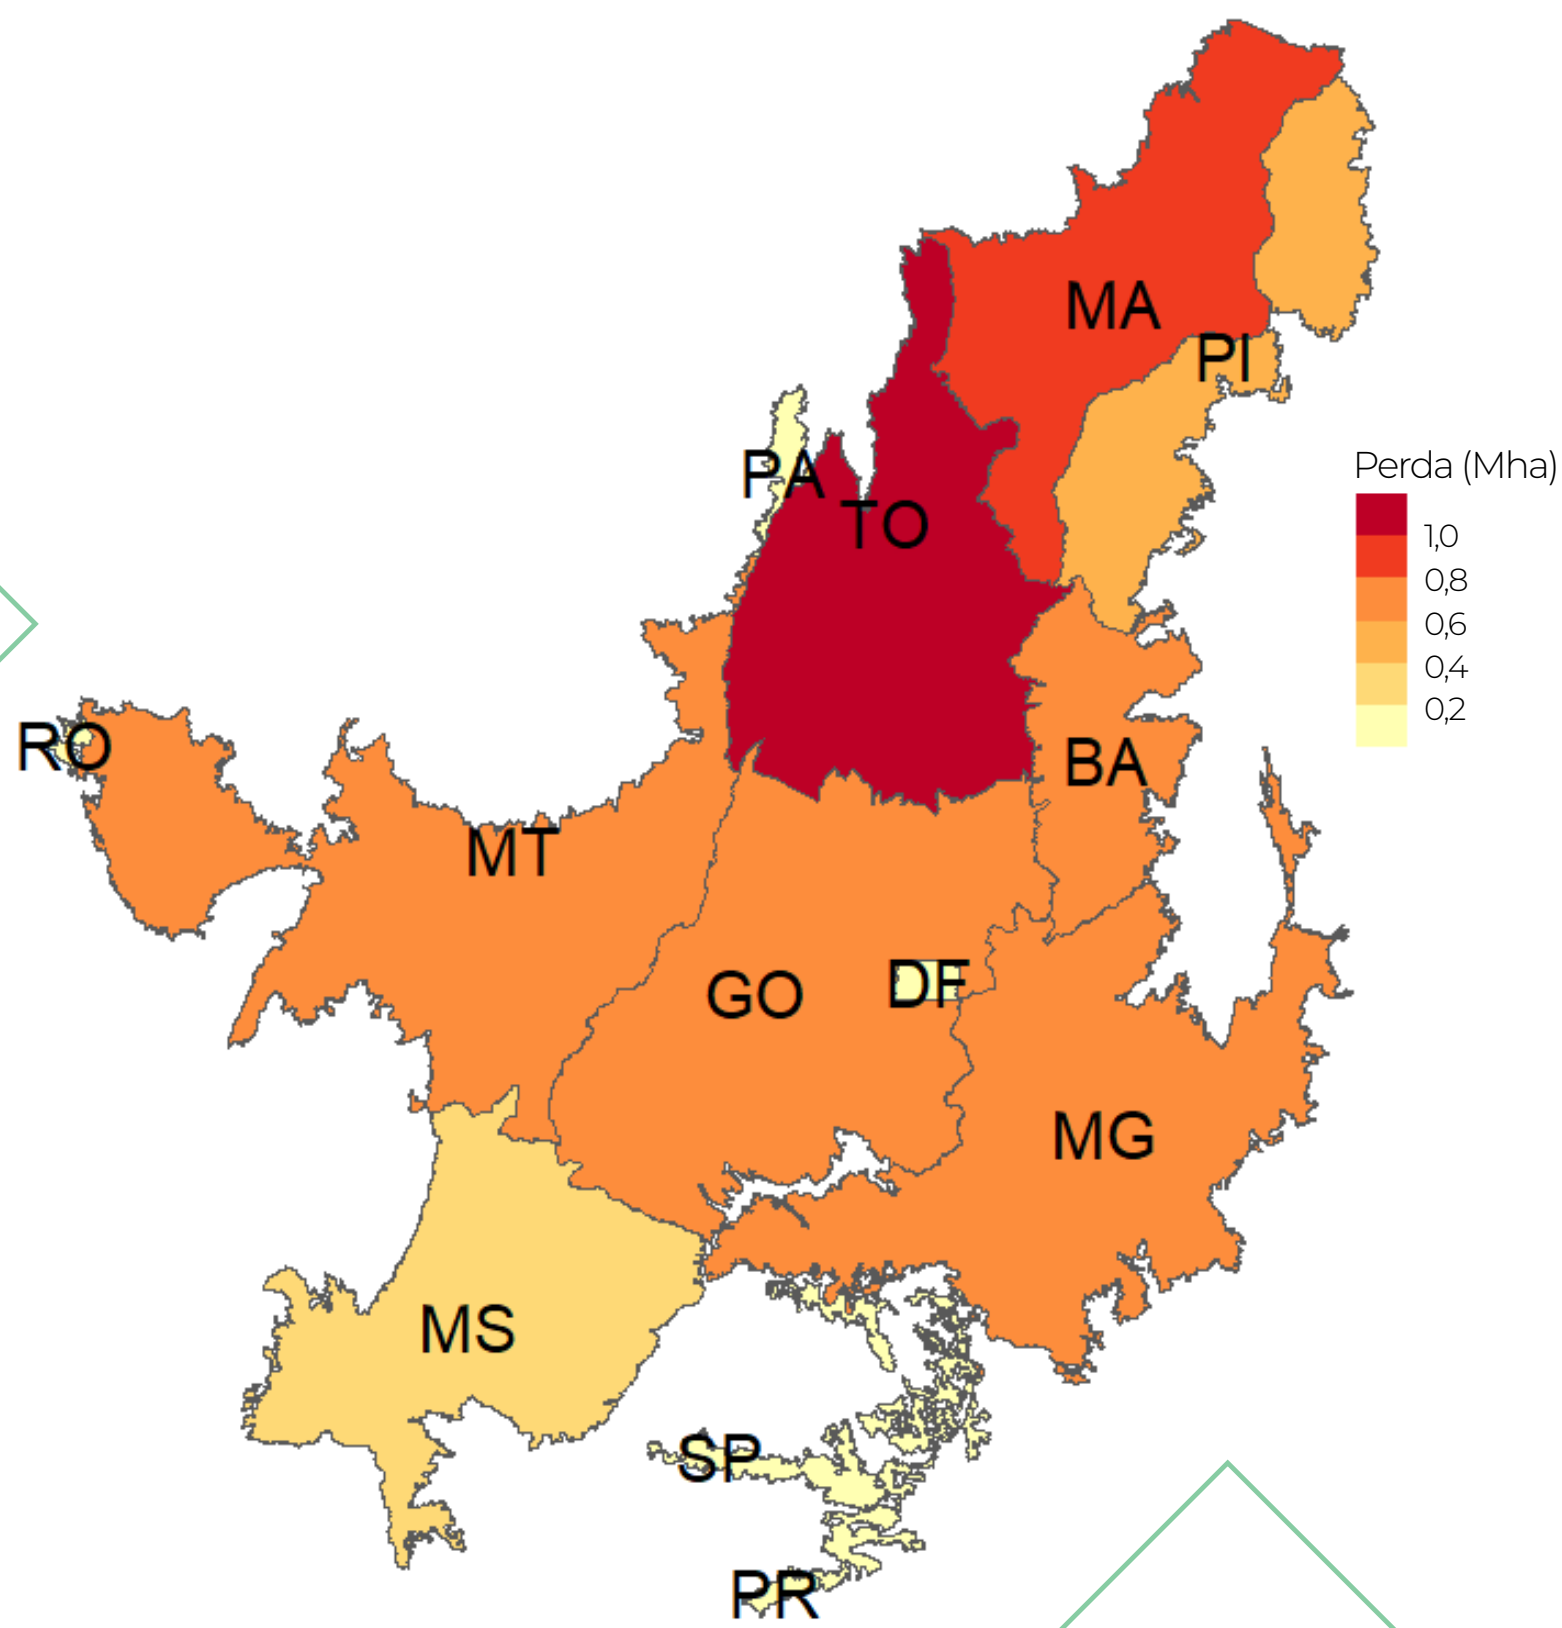 MA
PI
PA
TO
Perda (Mha)
1,0
0,8
0,6
0,4
0,2
RO
BA
MT
GO
DF
MG
MS
SP
PR